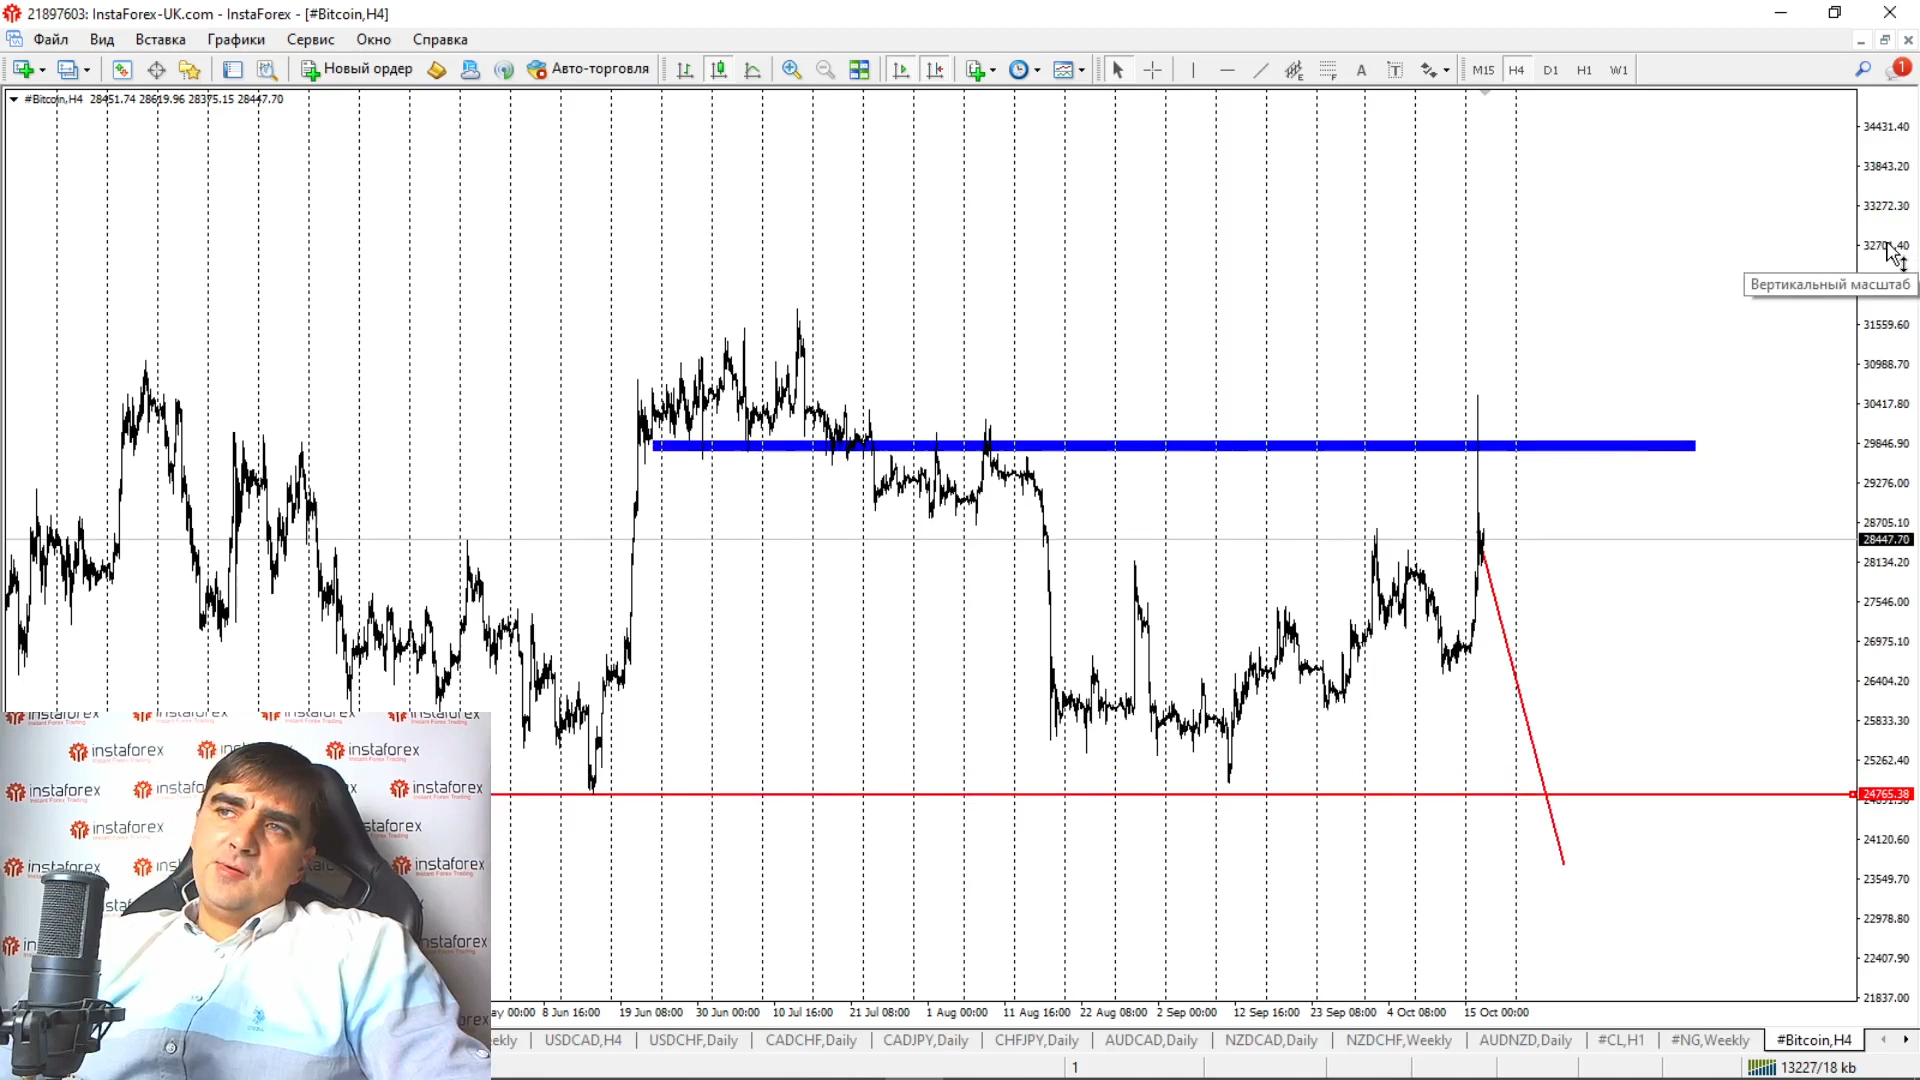 21897603: InstaForex-UK.com - InstaForex - [#Bitcoin,H4]
Файл Вид Вставка Графики Сервис Окно Справка
Новый ордер Авто-торговля M15 H4 D1 H1 W1 1
#Bitcoin,H4 28451.74 28619.96 28375.15 28447.70
34431.40
33843.20
33272.30
Вертикальный масштаб
31559.60
30988.70
30417.80
29846.90
29276.00
28705.10
28447.70
28134.20
27546.00
26975.10
26404.20
25833.30
25262.40
24765.38
24120.60
23549.70
22978.80
22407.90
21837.00
instaforex
Instant Forex Trading
instaforex
instaforex
instaforex
instaforex
instaforex
instaforex
instaforex
00:00 8 Jun 16:00 19 Jun 08:00 30 Jun 00:00 10 Jul 16:00 21 Jul 08:00 1 Aug 00:00 11 Aug 16:00 22 Aug 08:00 2 Sep 00:00 12 Sep 16:00 23 Sep 08:00 4 Oct 08:00 15 Oct 00:00
USDCAD,H4 USDCHF,Daily CADCHF,Daily CADJPY,Daily CHFJPY,Daily AUDCAD,Daily NZDCAD,Daily NZDCHF,Weekly AUDNZD,Daily #CL,H1 #NG,Weekly #Bitcoin,H4
1 13227/18 kb